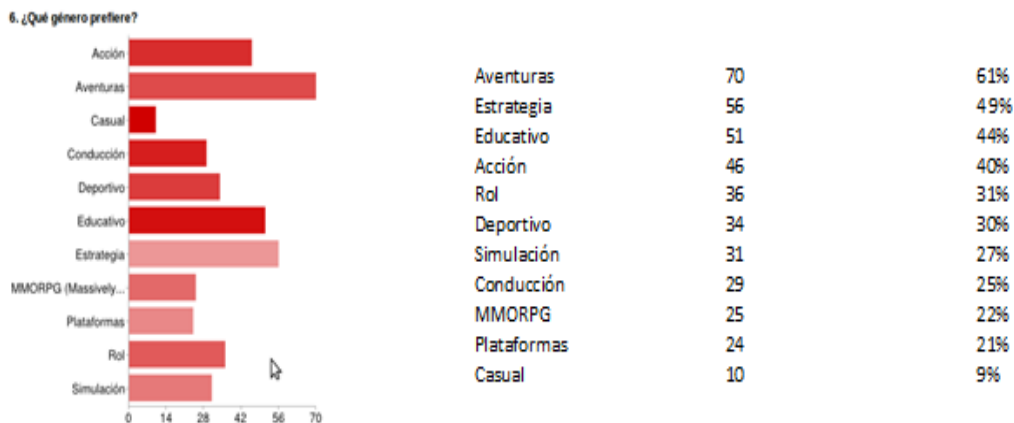 6. ¿Qué género prefiere?
Acción
Aventuras
Casual
Conducción
Deportivo
Educativo
Estrategia
MMORPG (Massively...
Plataformas
Rol
Simulación
0 14 28 42 56 70
Aventuras 70 61%
Estrategia 56 49%
Educativo 51 44%
Acción 46 40%
Rol 36 31%
Deportivo 34 30%
Simulación 31 27%
Conducción 29 25%
MMORPG 25 22%
Plataformas 24 21%
Casual 10 9%